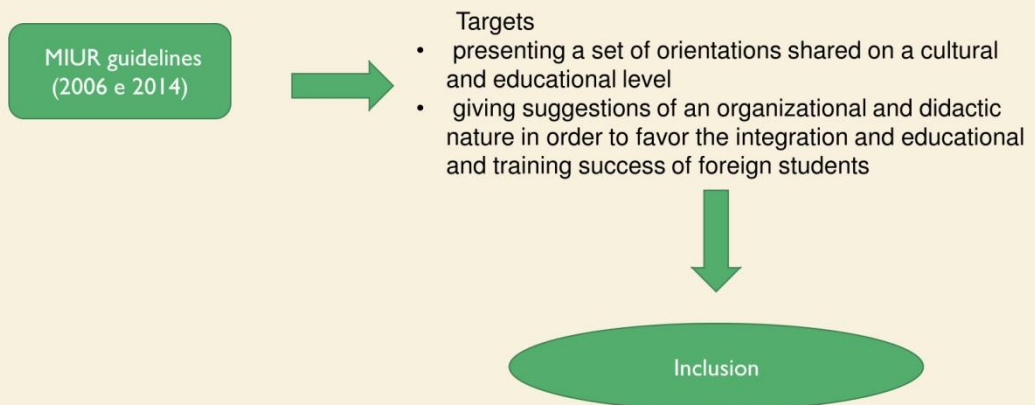 MIUR guidelines
(2006 e 2014)
Targets
• presenting a set of orientations shared on a cultural
and educational level
• giving suggestions of an organizational and didactic
nature in order to favor the integration and educational
and training success of foreign students
Inclusion